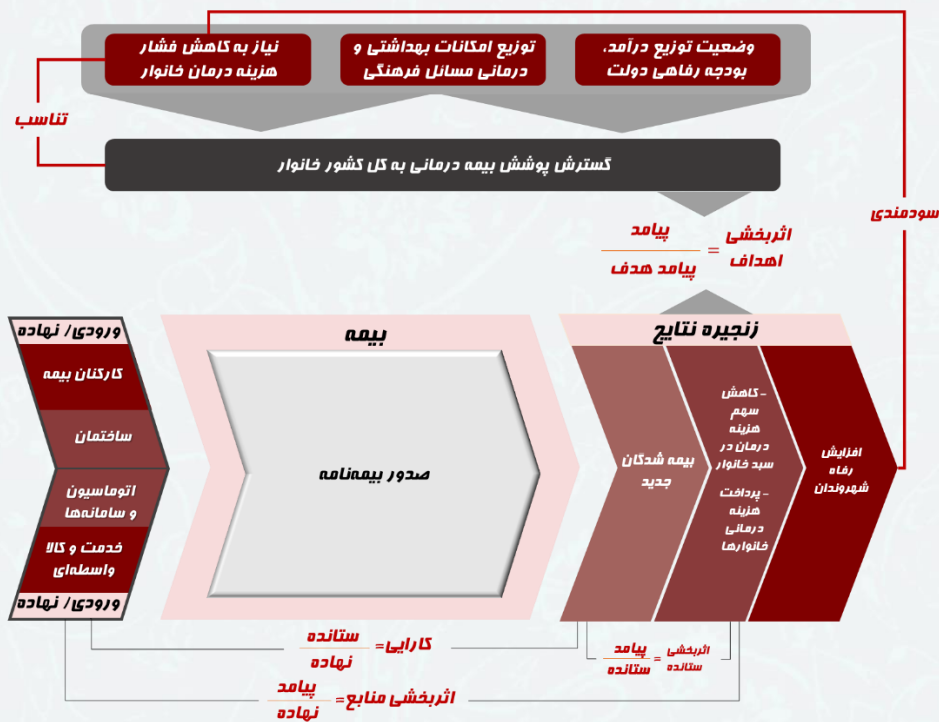 وضعیت توزیع درآمد،
بودجه رفاهی دولت
توزیع امکانات بهداشتی و
درمانی مسائل فرهنگی
نیاز به کاهش فشار
هزینه درمان خانوار
تناسب
گسترش پوشش بیمه درمانی به کل کشور خانوار
سودمندی
اثربخشی
اهداف
=
پیامد
پیامد هدف
ورودی/ نهاده
کارکنان بیمه
ساختمان
اتوماسیون
و سامانه‌ها
خدمت و کالا
واسطه‌ای
ورودی/ نهاده
بیمه
صدور بیمه‌نامه
زنجیره نتایج
بیمه شدگان
جدید
- کاهش
سهم
هزینه
درمان در
سبد خانوار
- پرداخت
هزینه
درمانی
خانوارها
افزایش
رفاه
شهروندان
کارایی=
ستانده
نهاده
اثربخشی
ستانده
=
پیامد
ستانده
اثربخشی منابع=
پیامد
نهاده